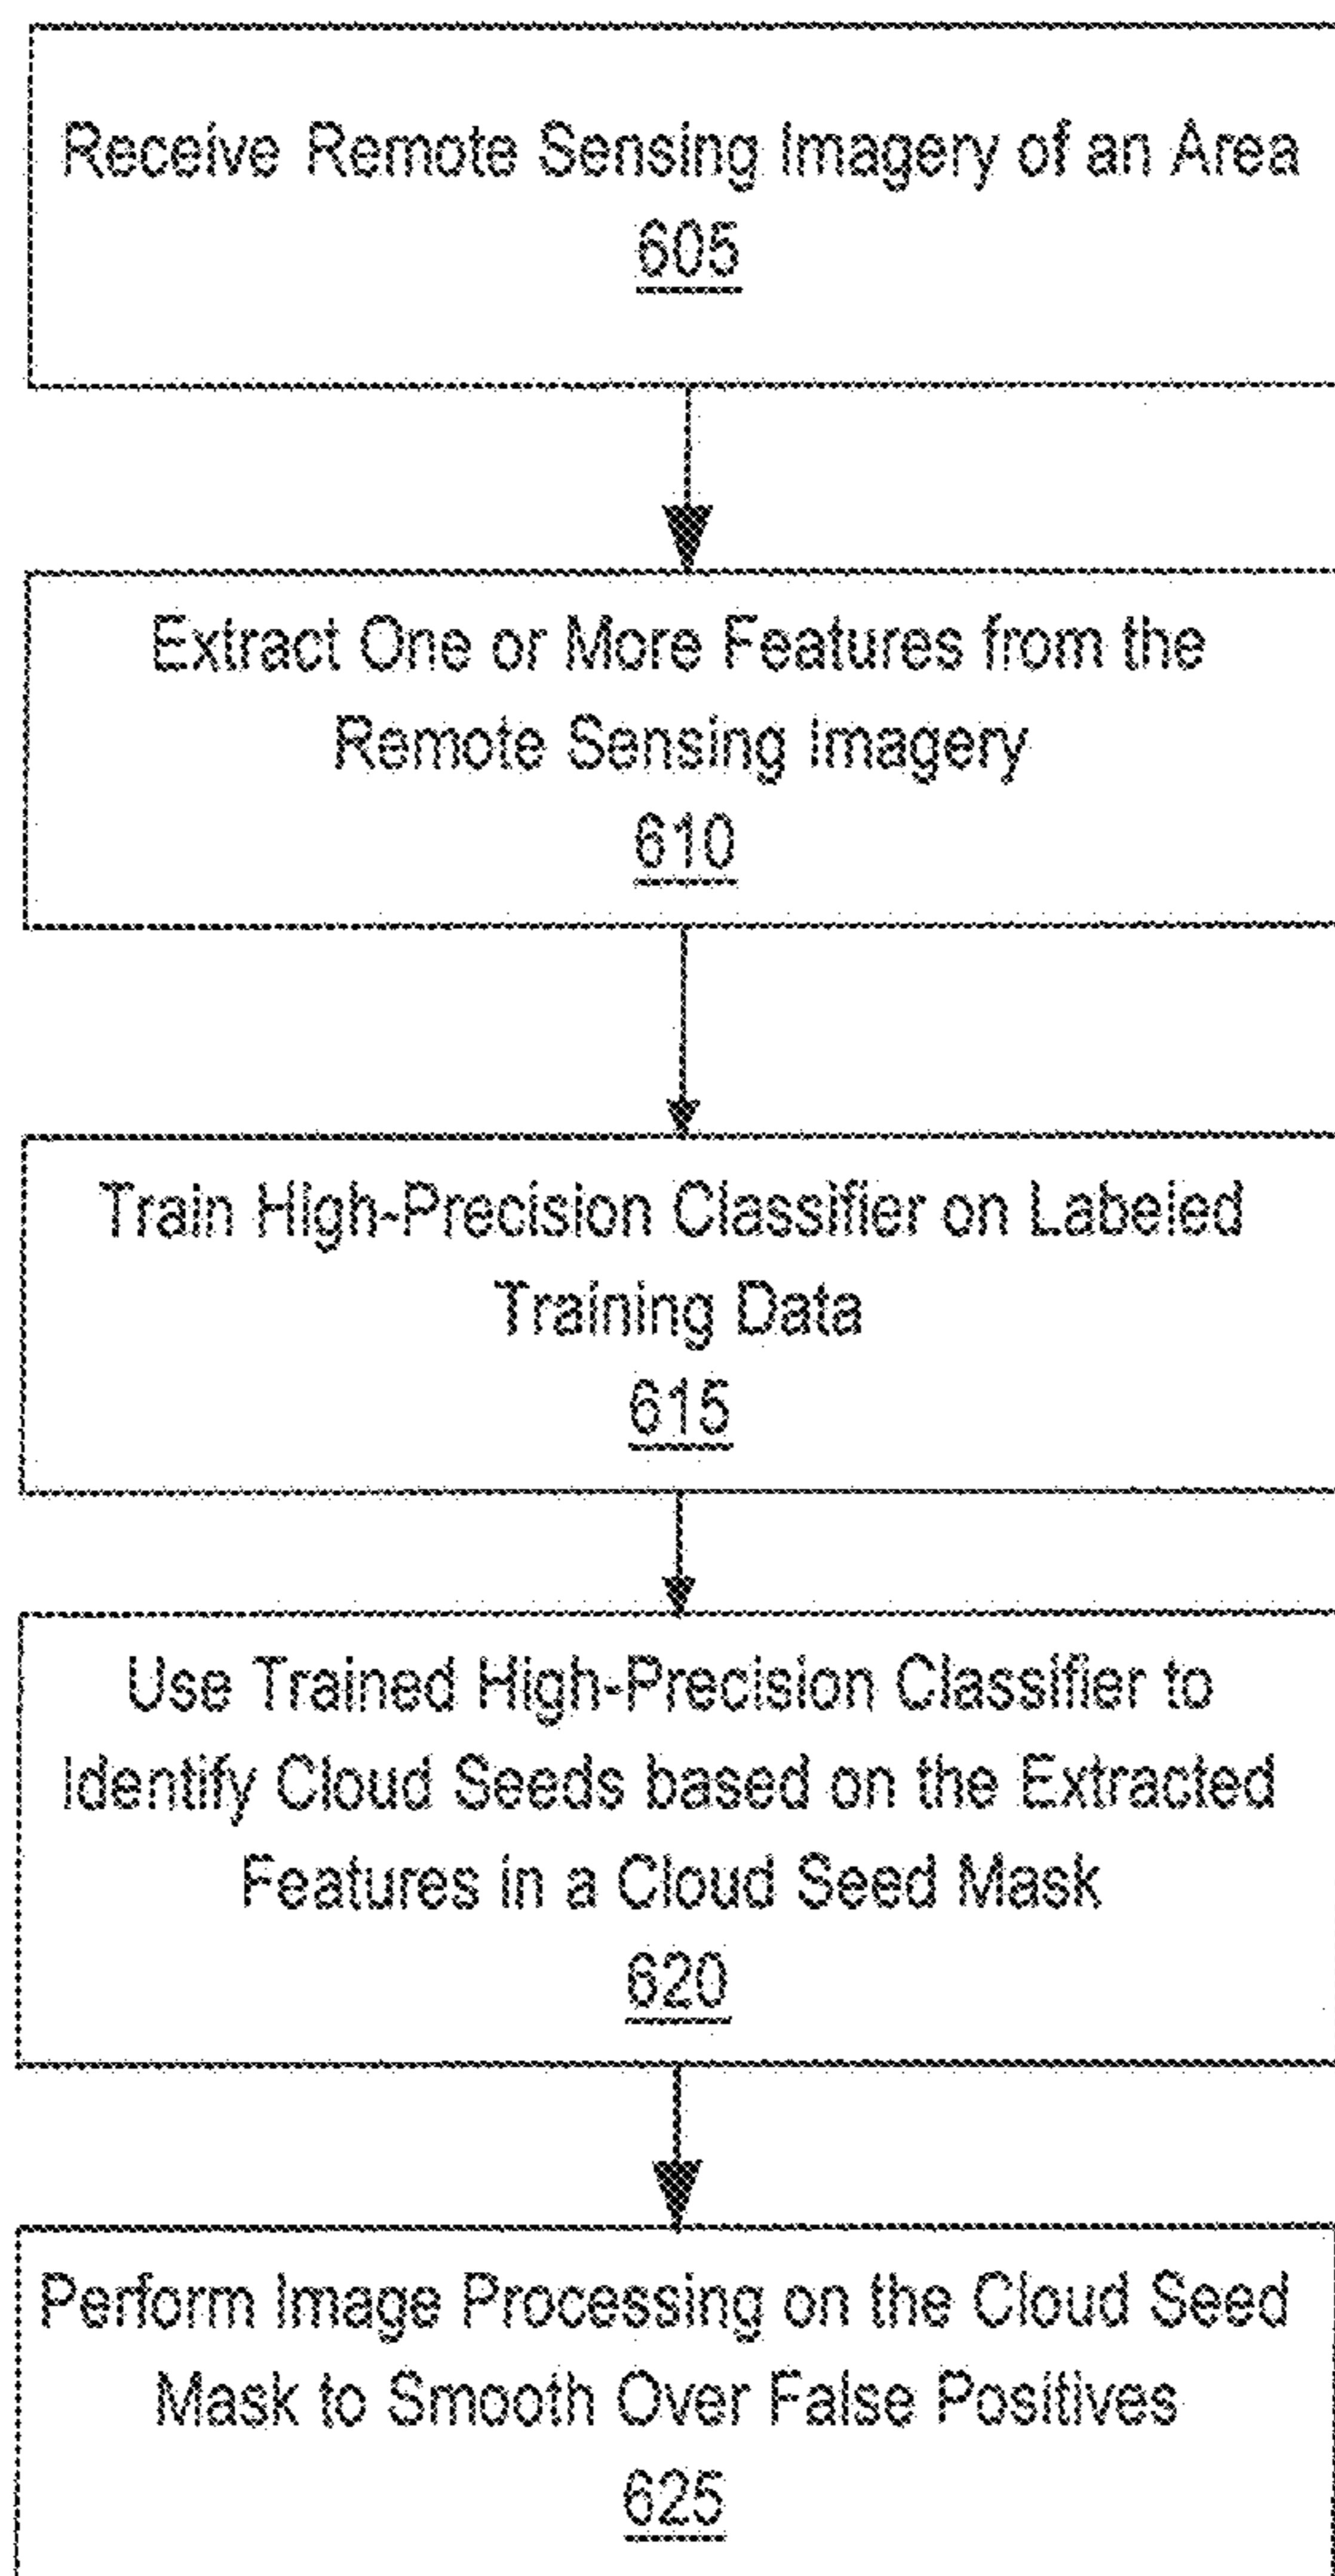 Receive Remote Sensing Imagery of an Area
605
Extract One or More Features from the
Remote Sensing Imagery
610
Train High-Precision Classifier on Labeled
Training Data
615
Use Trained High-Precision Classifier to
Identify Cloud Seeds based on the Extracted
Features in a Cloud Seed Mask
620
Perform Image Processing on the Cloud Seed
Mask to Smooth Over False Positives
625